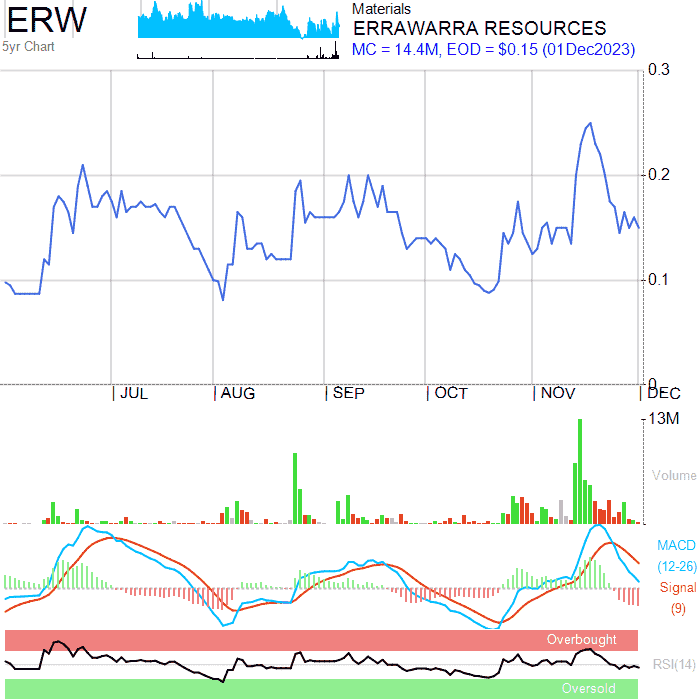 ERW
5yr Chart
Materials
ERRAWARRA RESOURCES
MC = 14.4M, EOD = $0.15 (01Dec2023)
0.3
0.2
0.1
0
JUL AUG SEP OCT NOV DEC
13M
Volume
MACD
(12-26)
Signal
(9)
Overbought
RSI(14)
Oversold